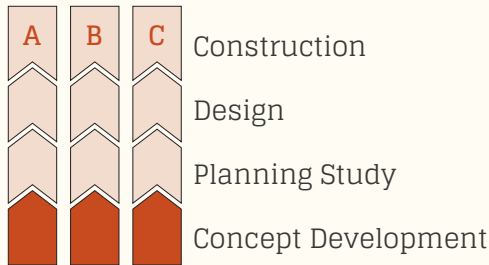 A B C
Construction
Design
Planning Study
Concept Development